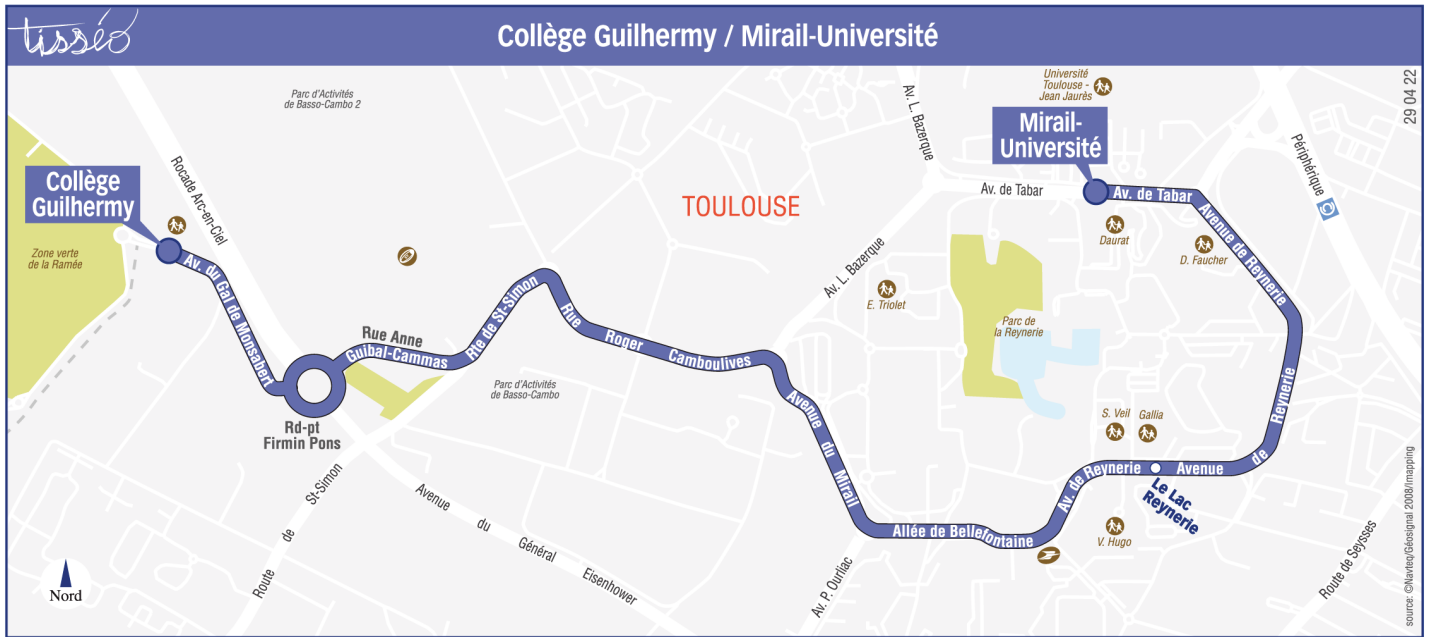 tisséo
Collège Guilhermy / Mirail-Université
29 04 22
Parc d'Activités
de Basso-Cambo 2
Université
Toulouse -
Jean Jaurès
Mirail-
Université
Av. L. Bazerque
Périphérique
Rocade Arc-en-Ciel
Collège
Guilhermy
TOULOUSE
Av. de Tabar
Av. de Tabar
Avenue de Reynerie
Daurat
D. Faucher
Zone verte
de la Ramée
Av. du Gal de Monsabert
Av. L. Bazerque
E. Triolet
Parc de
la Reynerie
Rue Anne
Guibal-Cammas
Rte de St-Simon
Rue Roger Camboulives
Parc d'Activités
de Basso-Cambo
Rd-pt
Firmin Pons
Avenue du Mirail
S. Veil
Gallia
Av. de Reynerie
Avenue de Reynerie
Le Lac
Reynerie
Allée de Bellefontaine
V. Hugo
Route de St-Simon
Avenue du Général Eisenhower
Av. P. Ourliac
Route de Seysses
Nord
source: ©Navteq/Géosignal 2008/Imapping